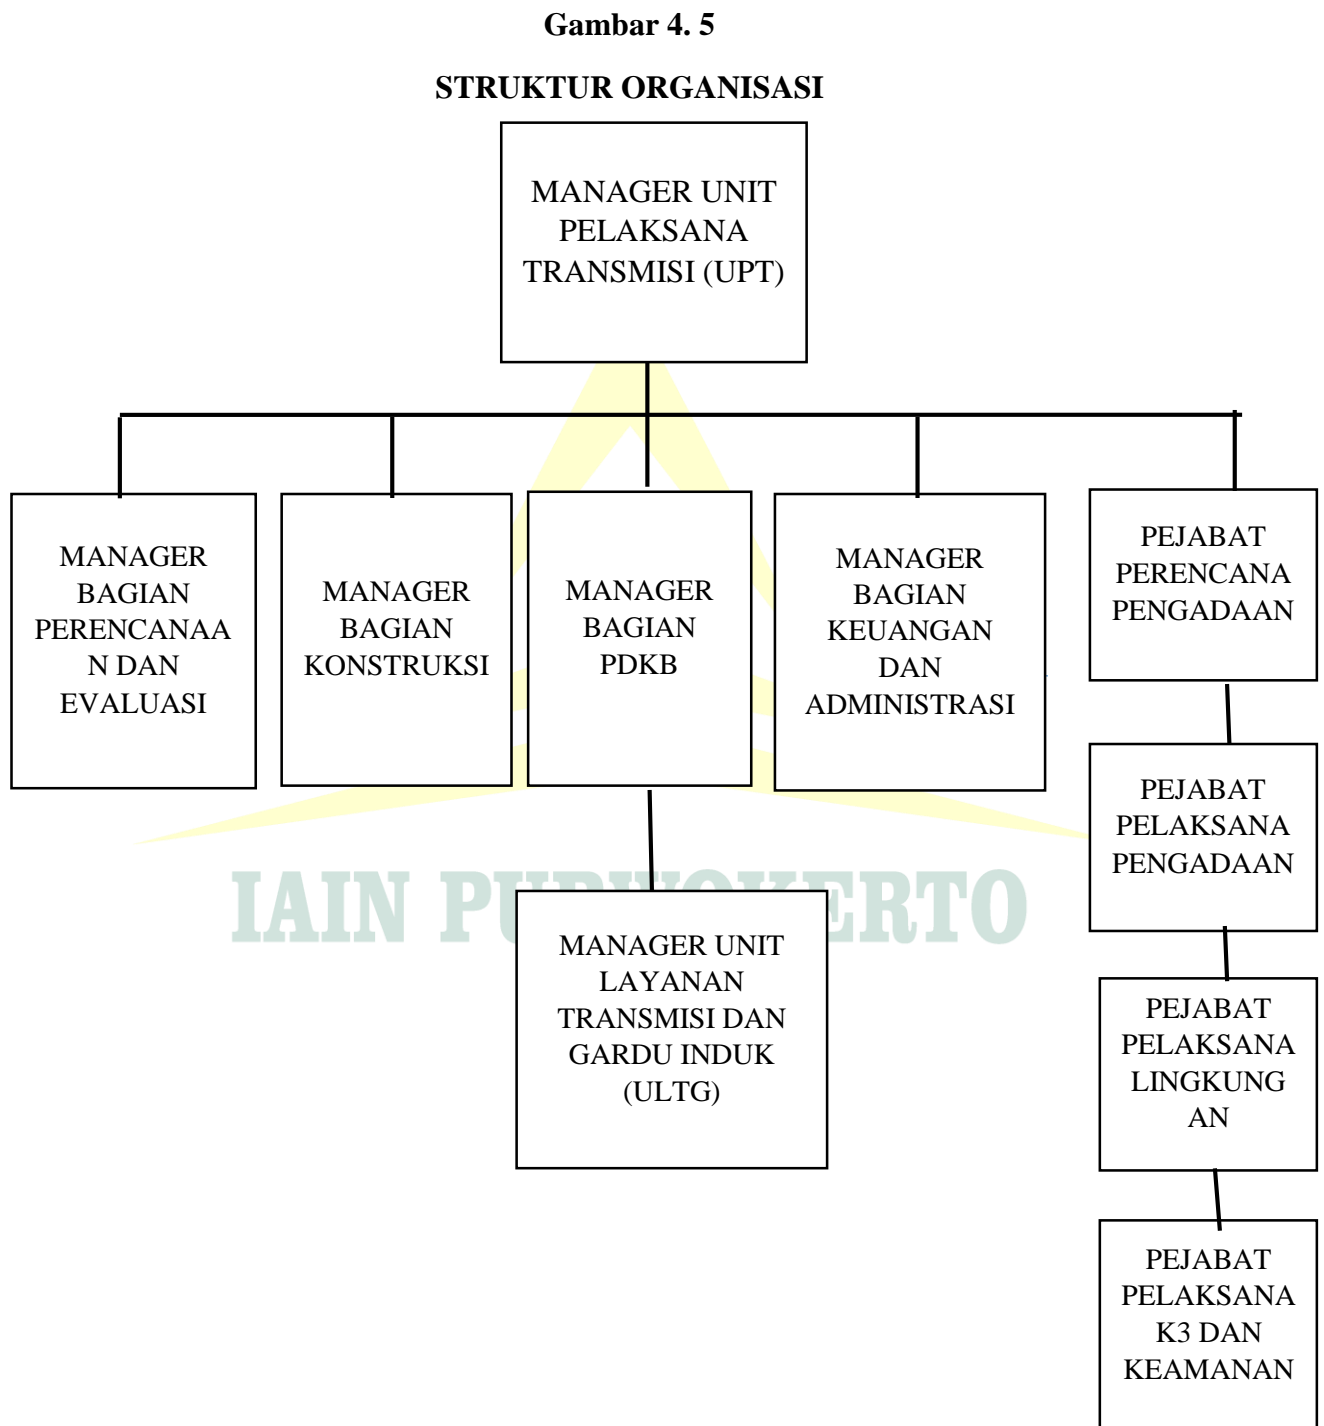 Gambar 4. 5
STRUKTUR ORGANISASI
MANAGER UNIT
PELAKSANA
TRANSMISI (UPT)
MANAGER
BAGIAN
PERENCANAA
N DAN
EVALUASI
MANAGER
BAGIAN
KONSTRUKSI
MANAGER
BAGIAN
PDKB
MANAGER
BAGIAN
KEUANGAN
DAN
ADMINISTRASI
PEJABAT
PERENCANA
PENGADAAN
PEJABAT
PELAKSANA
PENGADAAN
IAIN PURWOKERTO
MANAGER UNIT
LAYANAN
TRANSMISI DAN
GARDU INDUK
(ULTG)
PEJABAT
PELAKSANA
LINGKUNG
AN
PEJABAT
PELAKSANA
K3 DAN
KEAMANAN